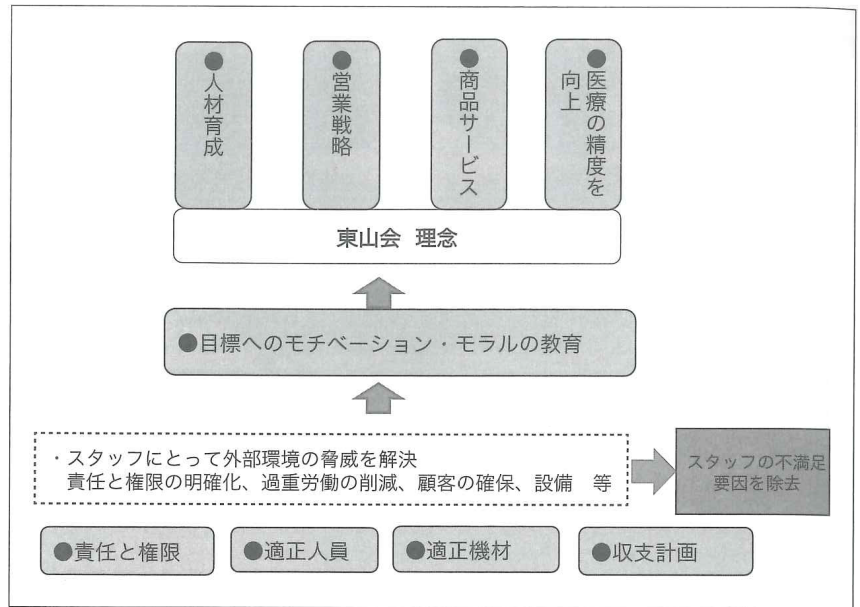 ●人材育成
●営業戦略
●商品サービス
●医療の精度を
向上
東山会 理念
●目標へのモチベーション・モラルの教育
・スタッフにとって外部環境の脅威を解決
責任と権限の明確化、過重労働の削減、顧客の確保、設備 等
スタッフの不満足
要因を除去
●責任と権限
●適正人員
●適正機材
●収支計画